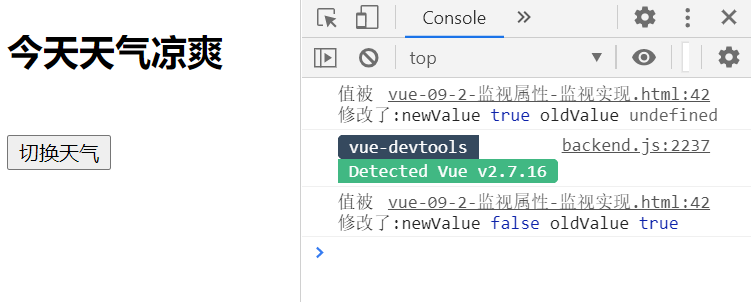 今天天气凉爽
切换天气
Console
top
值被 vue-09-2-监视属性-监视实现.html:42
修改了:newValue true oldValue undefined
vue-devtools backend.js:2237
Detected Vue v2.7.16
值被 vue-09-2-监视属性-监视实现.html:42
修改了:newValue false oldValue true